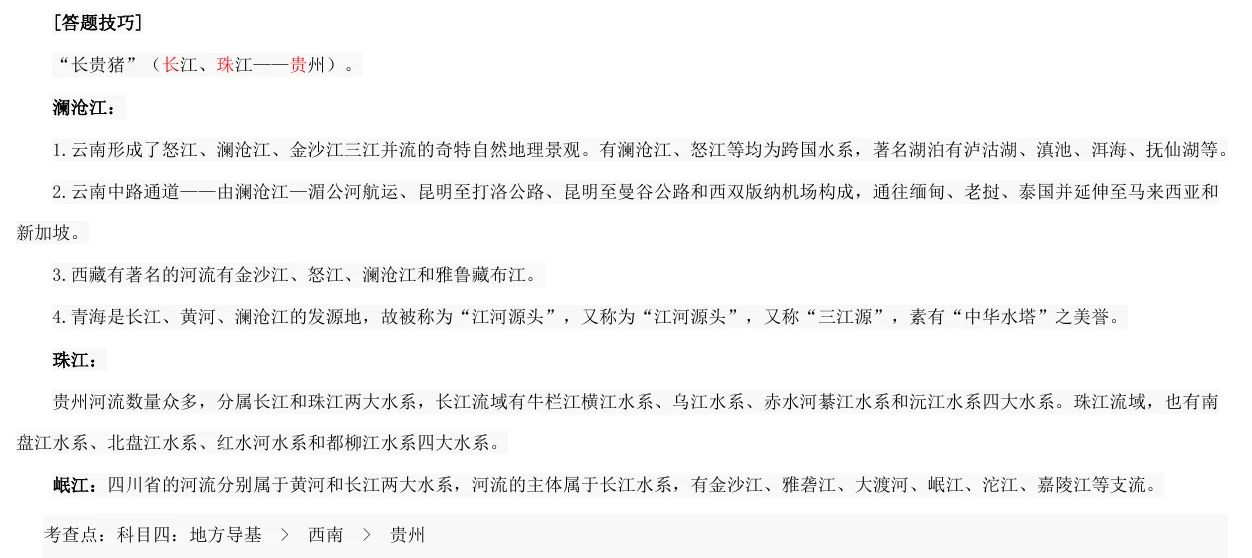 [答题技巧]
“长贵猪”（长江、珠江——贵州）。
澜沧江：
1.云南形成了怒江、澜沧江、金沙江三江并流的奇特自然地理景观。有澜沧江、怒江等均为跨国水系，著名湖泊有泸沽湖、滇池、洱海、抚仙湖等。
2.云南中路通道——由澜沧江—湄公河航运、昆明至打洛公路、昆明至曼谷公路和西双版纳机场构成，通往缅甸、老挝、泰国并延伸至马来西亚和
新加坡。
3.西藏有著名的河流有金沙江、怒江、澜沧江和雅鲁藏布江。
4.青海是长江、黄河、澜沧江的发源地，故被称为“江河源头”，又称为“江河源头”，又称“三江源”，素有“中华水塔”之美誉。
珠江：
贵州河流数量众多，分属长江和珠江两大水系，长江流域有牛栏江横江水系、乌江水系、赤水河綦江水系和沅江水系四大水系。珠江流域，也有南
盘江水系、北盘江水系、红水河水系和都柳江水系四大水系。
岷江：四川省的河流分别属于黄河和长江两大水系，河流的主体属于长江水系，有金沙江、雅砻江、大渡河、岷江、沱江、嘉陵江等支流。
考查点：科目四：地方导基 > 西南 > 贵州